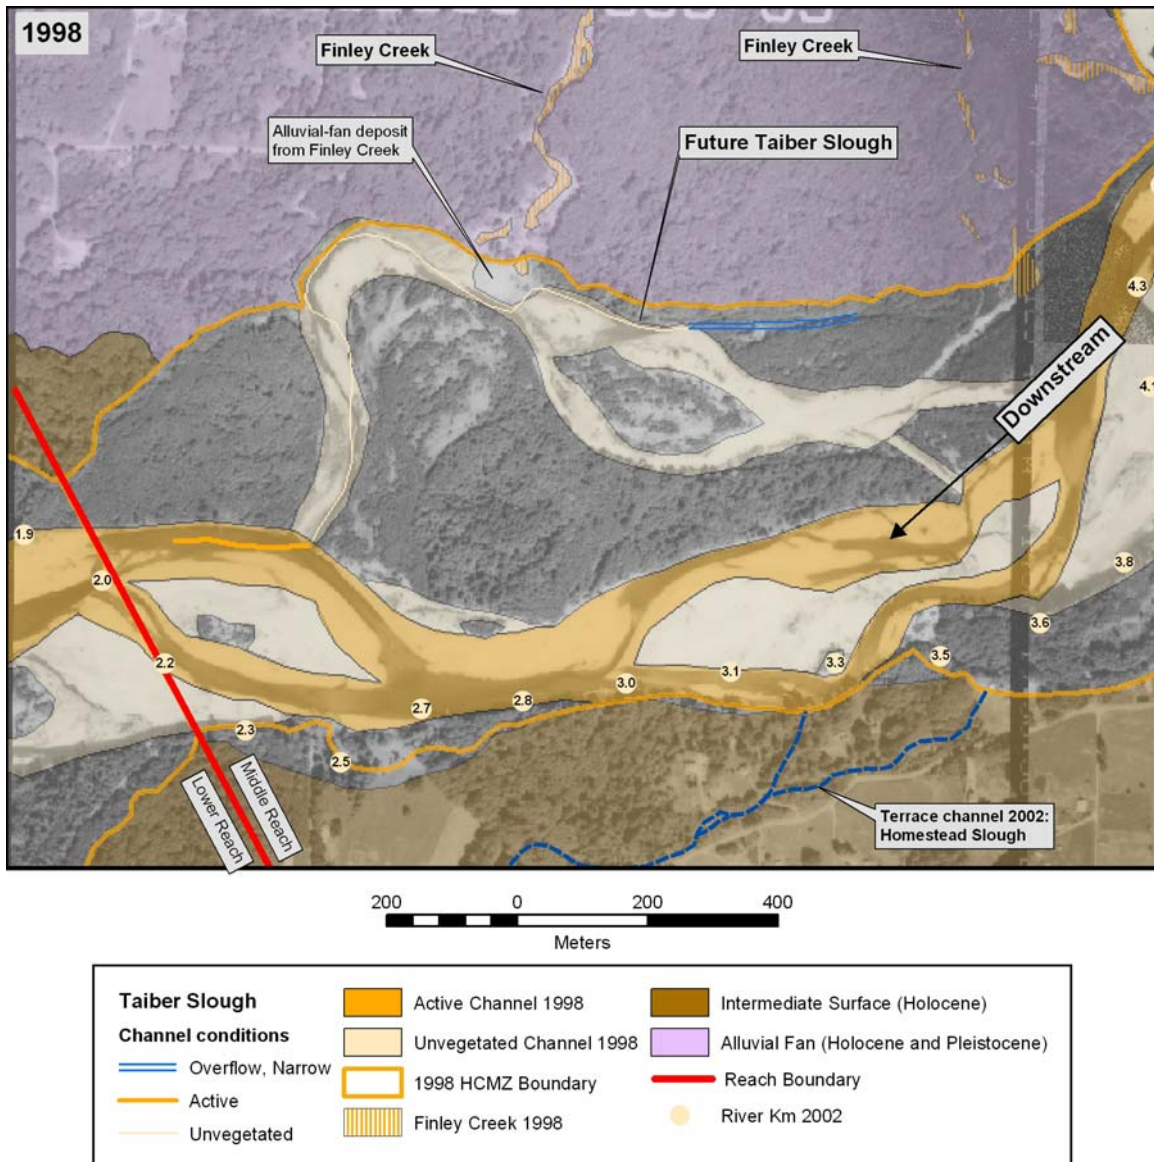 1998
Finley Creek
Finley Creek
Alluvial-fan deposit
from Finley Creek
Future Taiber Slough
4.3
Downstream
4.1
1.9
2.0
3.8
3.6
2.2
3.5
3.3
3.1
3.0
2.8
2.7
2.3
2.5
Middle Reach
Lower Reach
Terrace channel 2002:
Homestead Slough
200 0 200 400
Meters
Taiber Slough
Channel conditions
Overflow, Narrow
Active
Unvegetated
Active Channel 1998
Unvegetated Channel 1998
1998 HCMZ Boundary
Finley Creek 1998
Intermediate Surface (Holocene)
Alluvial Fan (Holocene and Pleistocene)
Reach Boundary
River Km 2002